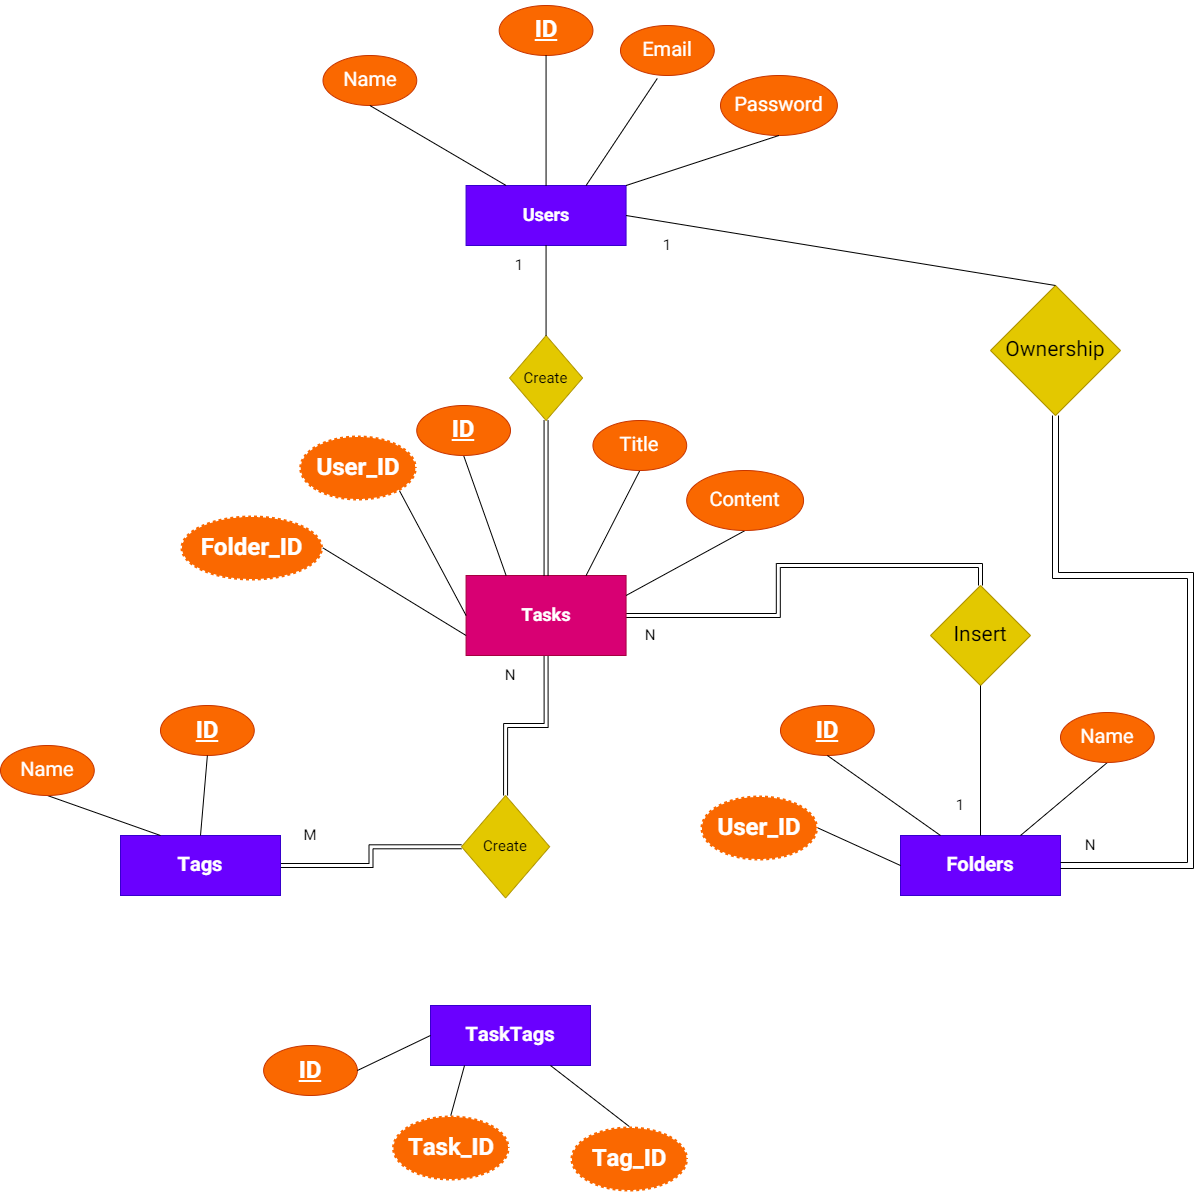 ID
Email
Name
Password
Users
1
1
Create
Ownership
ID
Title
User_ID
Content
Folder_ID
Tasks
N
Insert
N
ID
Name
ID
Name
Tags
M
Create
1
User_ID
N
Folders
TaskTags
ID
Task_ID
Tag_ID